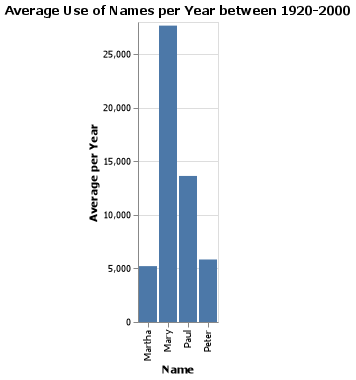 Average Use of Names per Year between 1920-2000
25,000
20,000
15,000
10,000
5,000
0
Average per Year
Martha
Mary
Paul
Peter
Name